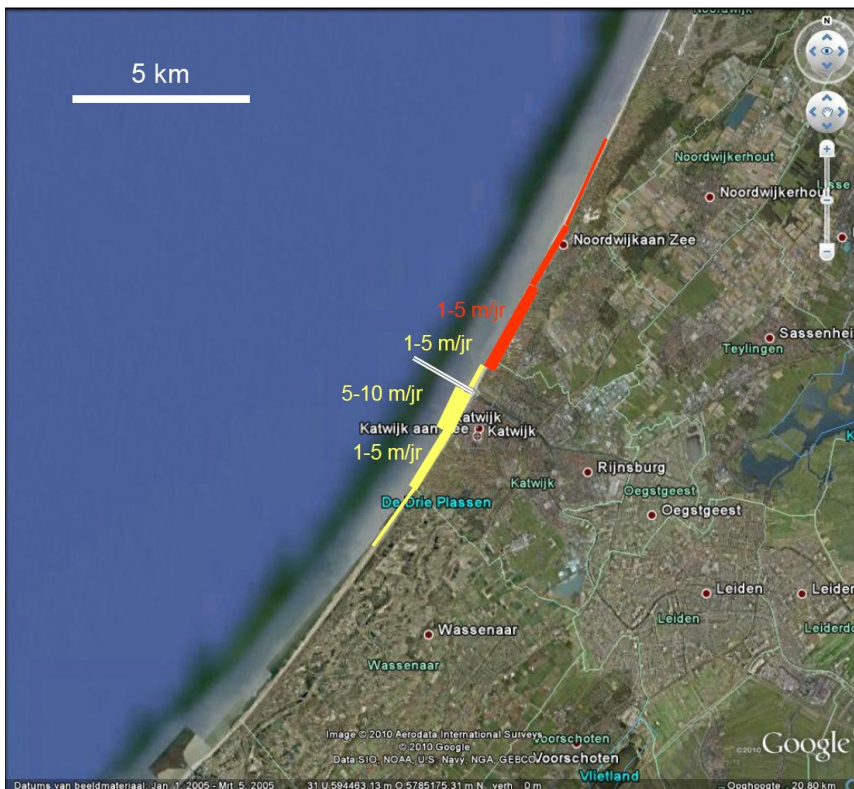 Noordwijk
5 km
N
Noordwijkerhout
Noordwijkerhout
Lisse
Noordwijkaan Zee
1-5 m/jr
Sassenhei
Teylingen
1-5 m/jr
5-10 m/jr
Katwijk
Katwijk aan Zee
Katwijk
1-5 m/jr
Rijnsburg
Katwijk
Oegstgeest
De Drie Plassen
Oegstgeest
Leiden
Leider
Leiden
Leiderdo
Wassenaar
Wassenaar
Image © 2010 Aerodata International Surveys
© 2010 Google
Data SIO, NOAA, U.S. Navy, NGA, GEBCO
Voorschoten
Voorschoten
©2010 Google
Vlietland
Datums van beeldmateriaal: Jan 1, 2005 - Mrt 5, 2005 31 U 594463.13 m O 5785175.31 m N verh 0 m Ooghoogte 20.80 km